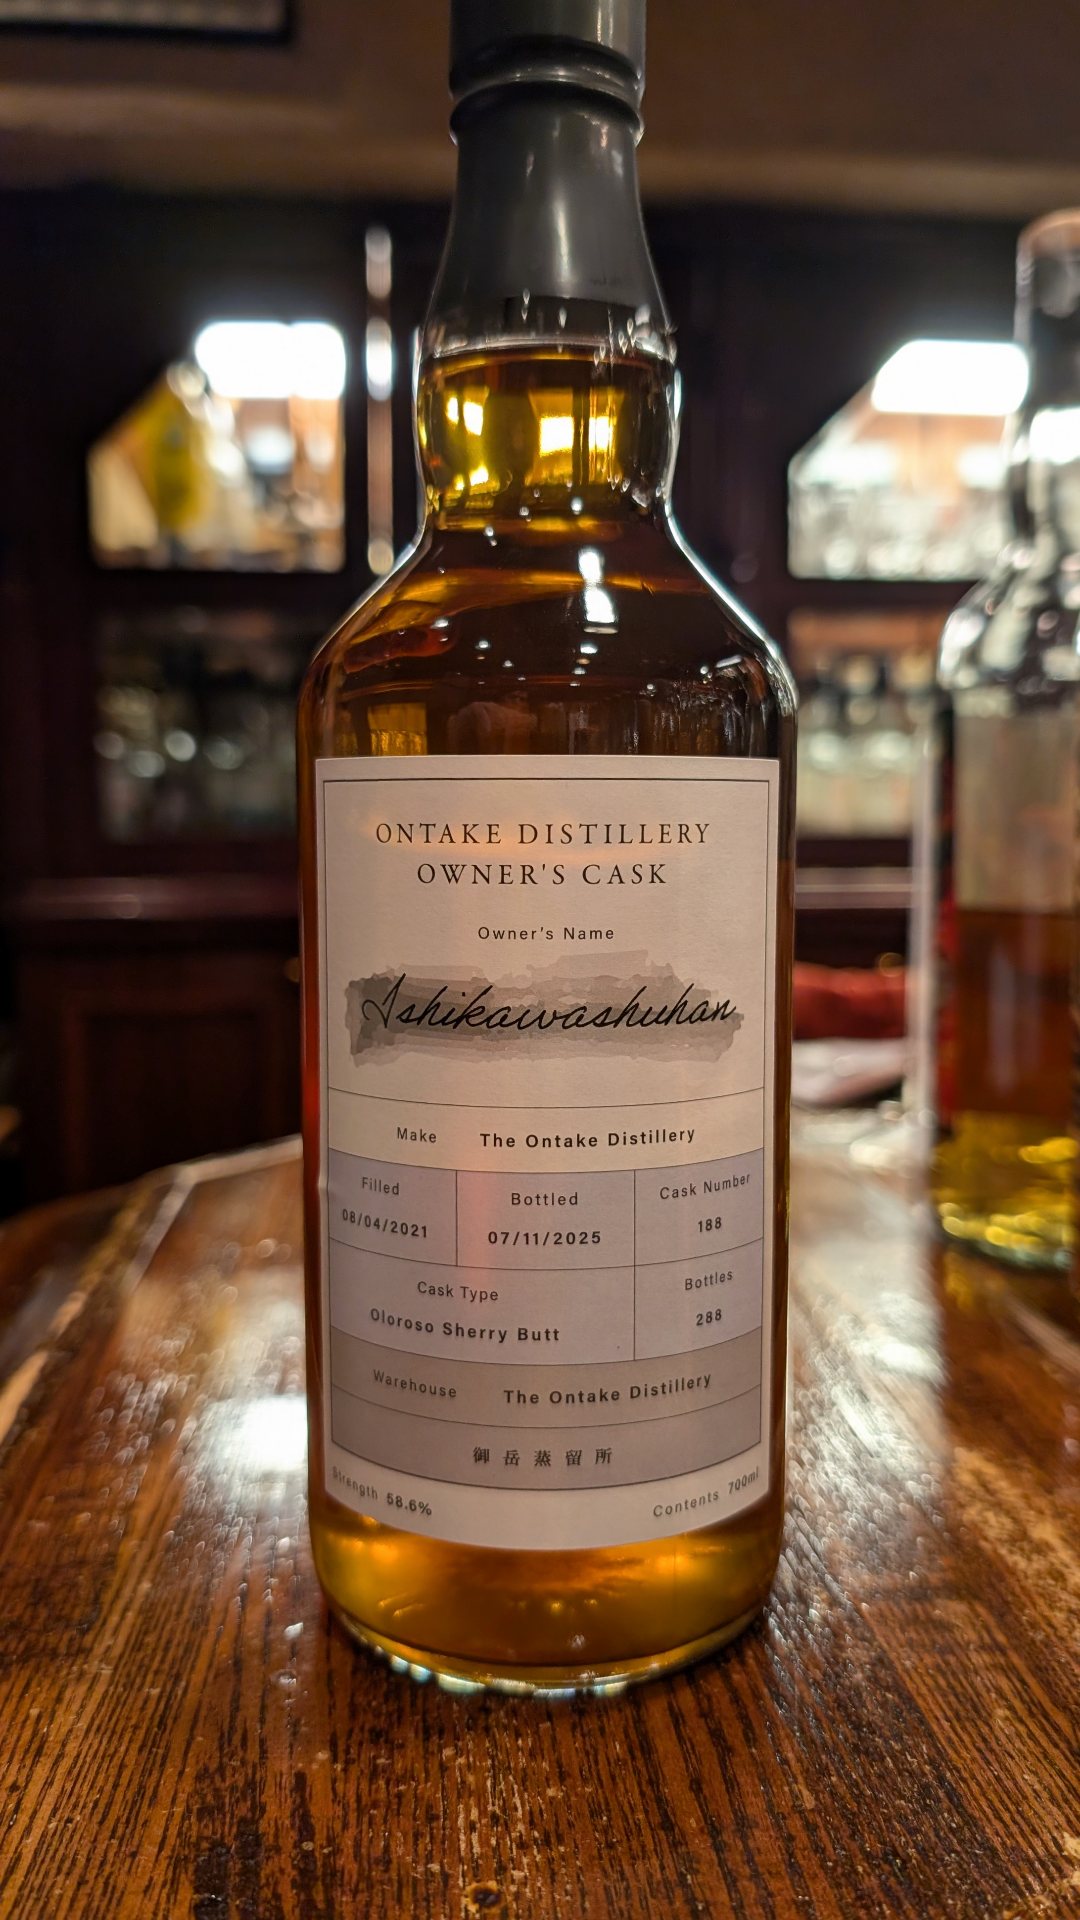 ONTAKE DISTILLERY
OWNER'S CASK
Owner's Name
Ishikawashuhan
Make The Ontake Distillery
Filled Bottled Cask Number
08/04/2021 07/11/2025 188
Cask Type Bottles
Oloroso Sherry Butt 288
Warehouse The Ontake Distillery
御岳蒸留所
Strength 58.6% Contents 700ml